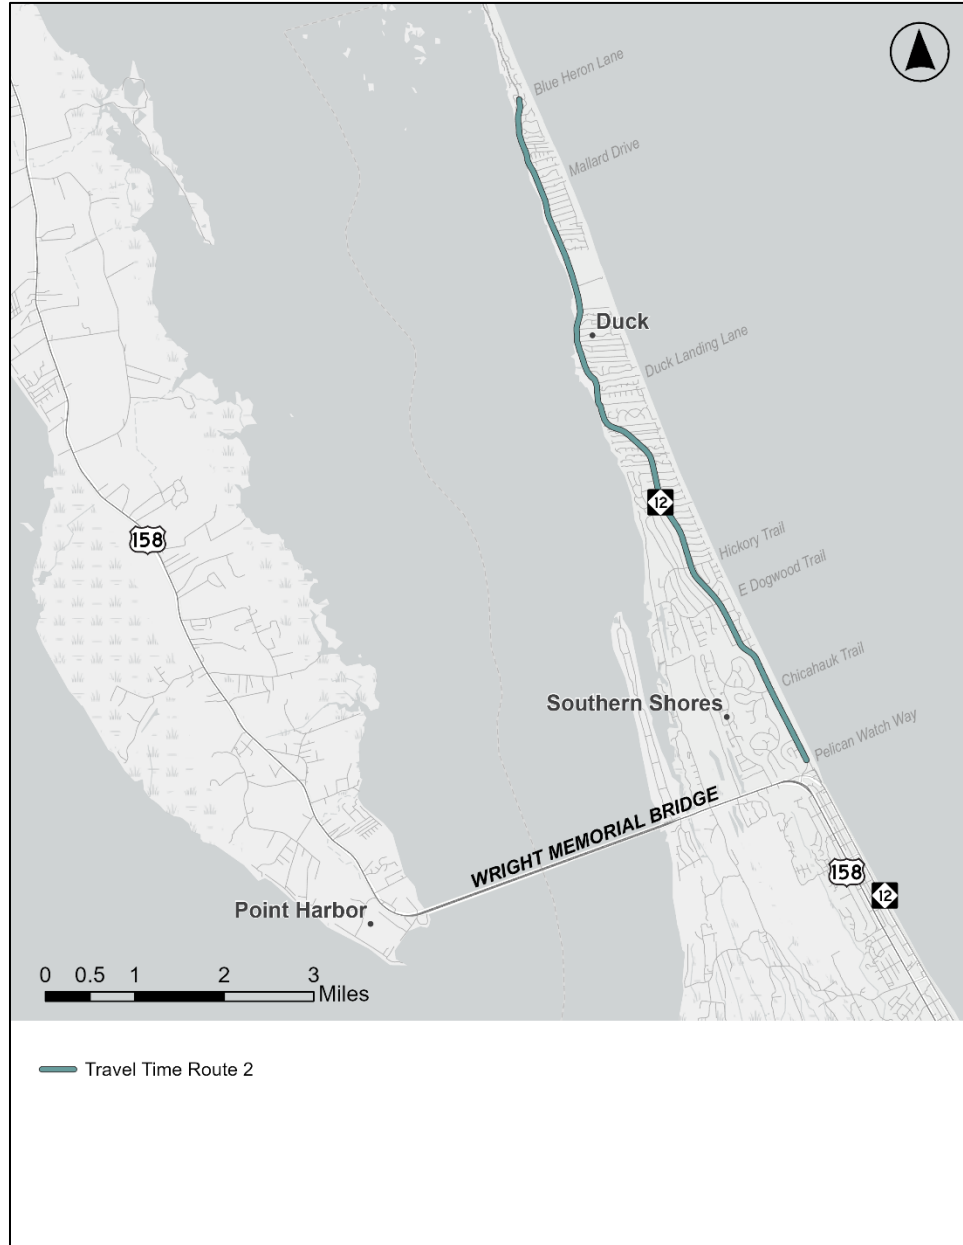 Blue Heron Lane
Mallard Drive
Duck
Duck Landing Lane
12
158
Hickory Trail
E Dogwood Trail
Chicahauk Trail
Southern Shores
Pelican Watch Way
WRIGHT MEMORIAL BRIDGE
158
12
Point Harbor
0 0.5 1 2 3
Miles
Travel Time Route 2